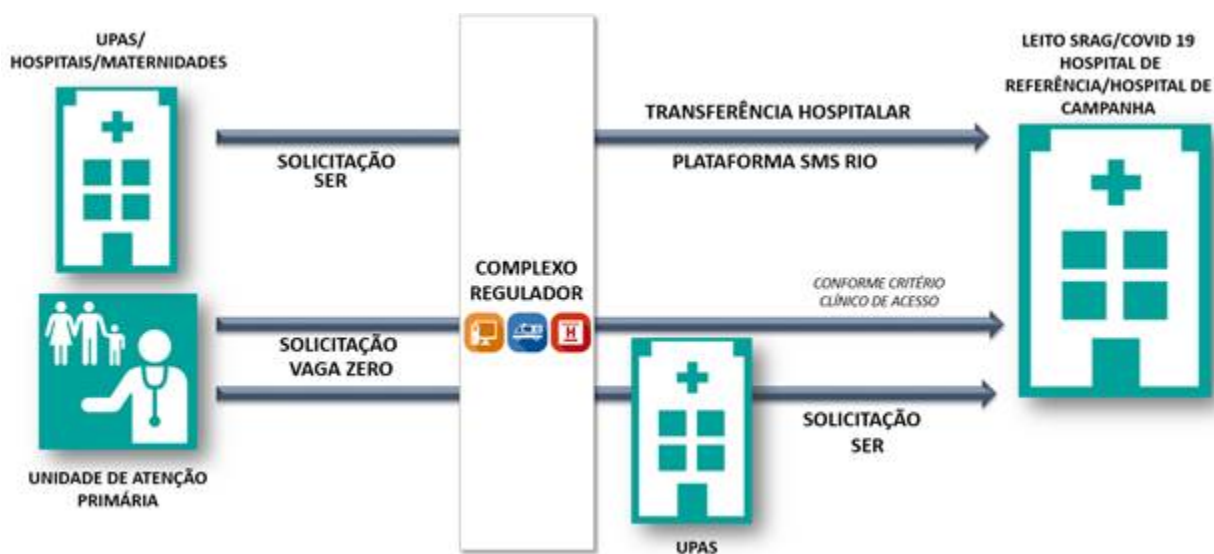 UPAS/
HOSPITAIS/MATERNIDADES
SOLICITAÇÃO
SER
UNIDADE DE ATENÇÃO
PRIMÁRIA
SOLICITAÇÃO
VAGA ZERO
COMPLEXO
REGULADOR
H
TRANSFERÊNCIA HOSPITALAR
PLATAFORMA SMS RIO
CONFORME CRITÉRIO
CLÍNICO DE ACESSO
UPAS
SOLICITAÇÃO
SER
LEITO SRAG/COVID 19
HOSPITAL DE
REFERÊNCIA/HOSPITAL DE
CAMPANHA